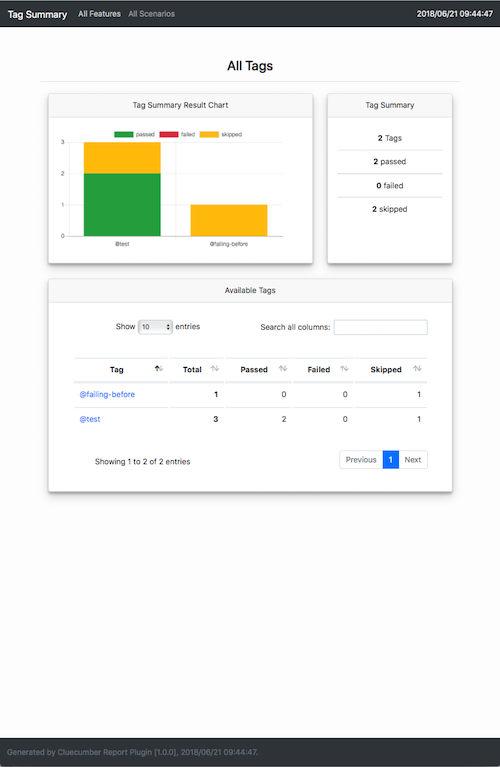 Tag Summary All Features All Scenarios 2018/06/21 09:44:47
All Tags
Tag Summary Result Chart
passed failed skipped
3
2
1
0
@test @failing-before
Tag Summary
2 Tags
2 passed
0 failed
2 skipped
Available Tags
Show 10 entries Search all columns:
Tag Total Passed Failed Skipped
@failing-before 1 0 0 1
@test 3 2 0 1
Showing 1 to 2 of 2 entries Previous 1 Next
Generated by Cluecumber Report Plugin [1.0.0], 2018/06/21 09:44:47.